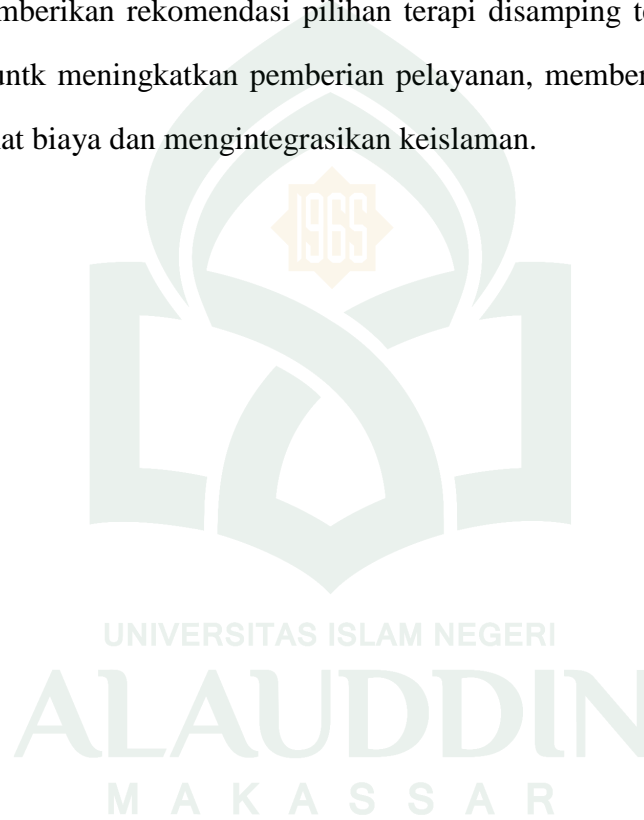 mberikan rekomendasi pilihan terapi disamping te
untk meningkatkan pemberian pelayanan, member
at biaya dan mengintegrasikan keislaman.
1965
UNIVERSITAS ISLAM NEGERI
ALAUDDIN
MAKASSAR